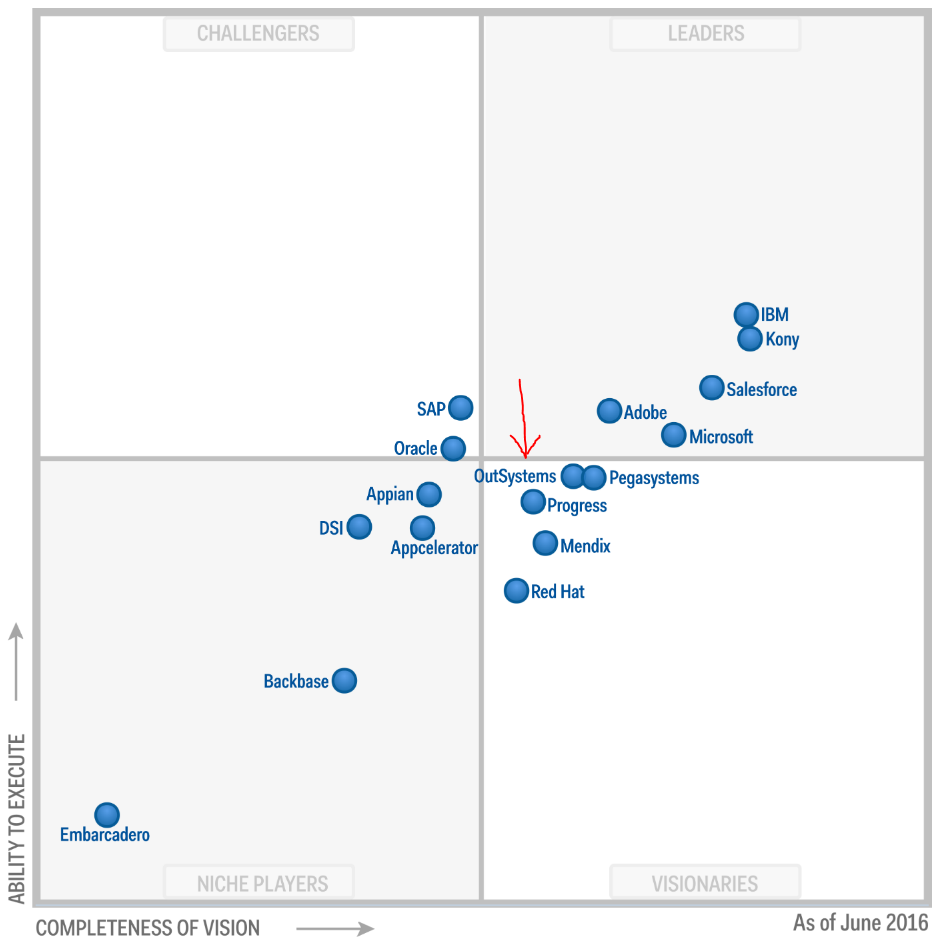 CHALLENGERS
LEADERS
IBM
Kony
Salesforce
SAP
Adobe
Microsoft
Oracle
OutSystems
Pegasystems
Appian
Progress
DSI
Appcelerator
Mendix
Red Hat
Backbase
Embarcadero
NICHE PLAYERS
VISIONARIES
ABILITY TO EXECUTE
COMPLETENESS OF VISION
As of June 2016